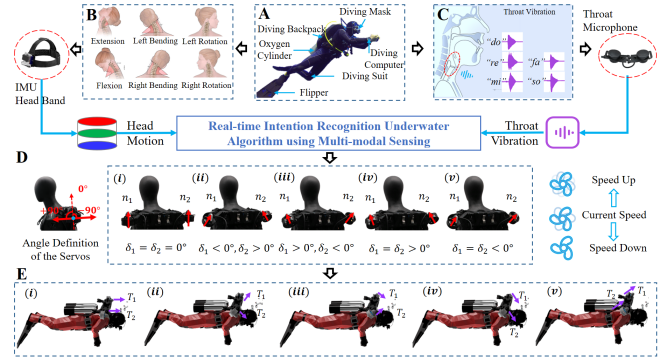 B
Extension
Left Bending
Left Rotation
Flexion
Right Bending
Right Rotation
A
Diving Mask
Diving Backpack
Oxygen
Cylinder
Diving
Computer
Diving Suit
Flipper
C
Throat Vibration
"do"
"re"
"fa"
"mi"
"so"
Throat
Microphone
IMU
Head Band
Head
Motion
Real-time Intention Recognition Underwater
Algorithm using Multi-modal Sensing
Throat
Vibration
D
0°
+90°
−90°
Angle Definition
of the Servos
(i)
n₁
n₂
δ₁ = δ₂ = 0°
(ii)
n₁
n₂
δ₁ < 0°, δ₂ > 0°
(iii)
n₁
n₂
δ₁ > 0°, δ₂ < 0°
(iv)
n₁
n₂
δ₁ = δ₂ > 0°
(v)
n₁
n₂
δ₁ = δ₂ < 0°
Speed Up
Current Speed
Speed Down
E
(i)
T₁
T₂
(ii)
T₁
T₂
(iii)
T₁
T₂
(iv)
T₁
T₂
(v)
T₁
T₂